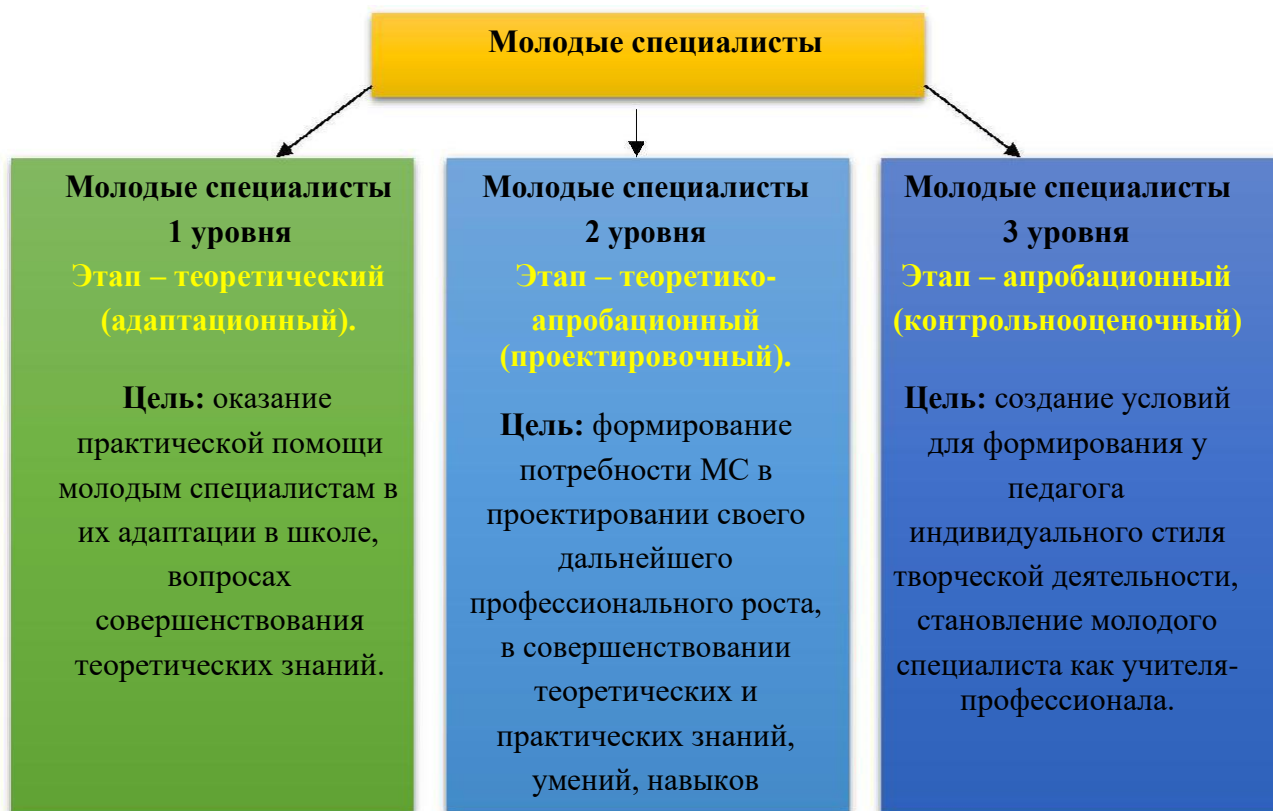 Молодые специалисты
Молодые специалисты
1 уровня
Этап – теоретический
(адаптационный).
Цель: оказание
практической помощи
молодым специалистам в
их адаптации в школе,
вопросах
совершенствования
теоретических знаний.
Молодые специалисты
2 уровня
Этап – теоретико-
апробационный
(проектировочный).
Цель: формирование
потребности МС в
проектировании своего
дальнейшего
профессионального роста,
в совершенствовании
теоретических и
практических знаний,
умений, навыков
Молодые специалисты
3 уровня
Этап – апробационный
(контрольнооценочный)
Цель: создание условий
для формирования у
педагога
индивидуального стиля
творческой деятельности,
становление молодого
специалиста как учителя-
профессионала.